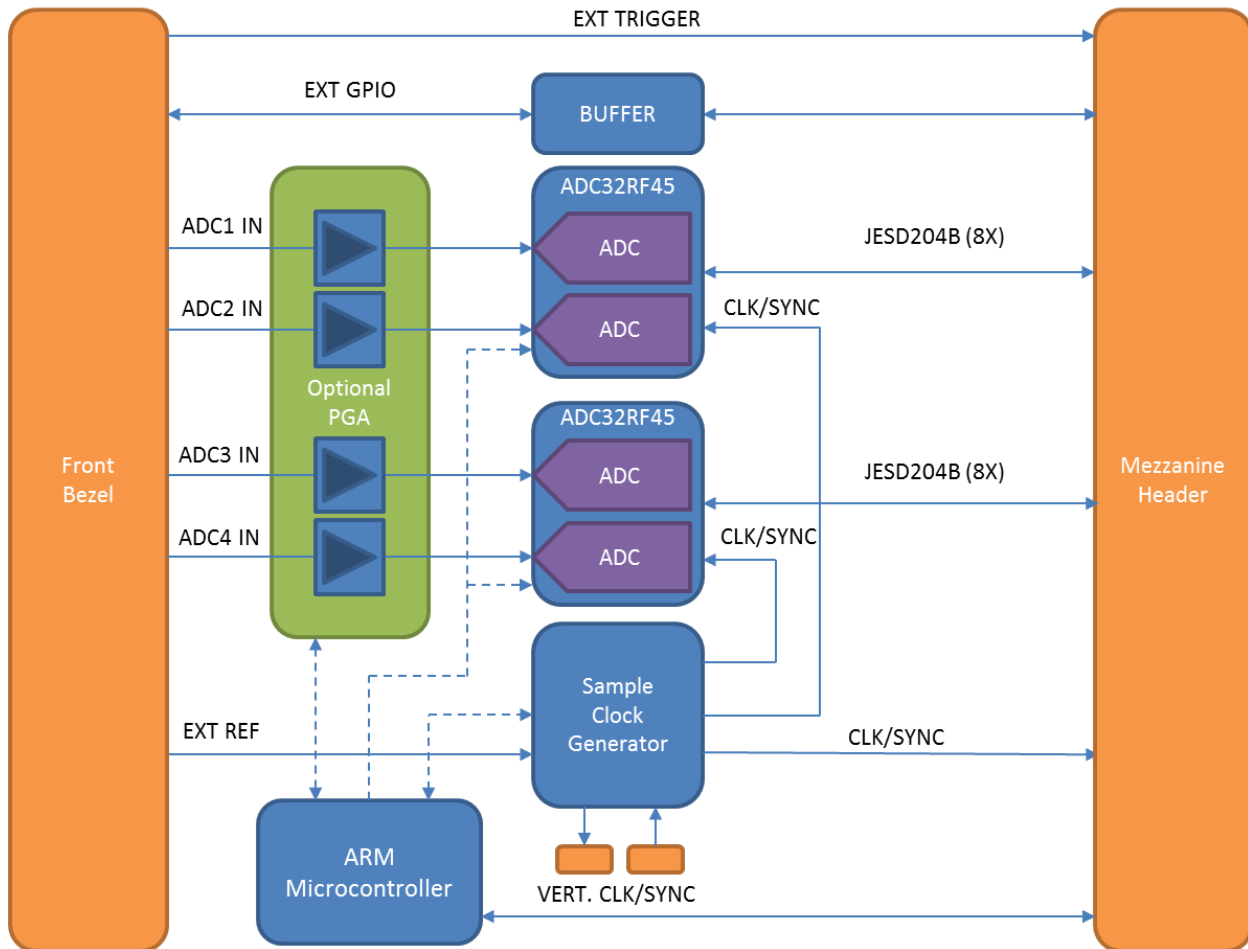 EXT TRIGGER
EXT GPIO
BUFFER
ADC32RF45
ADC1 IN
ADC
JESD204B (8X)
ADC2 IN
ADC
CLK/SYNC
Optional
PGA
ADC32RF45
ADC3 IN
ADC
JESD204B (8X)
Front
Bezel
Mezzanine
Header
ADC4 IN
ADC
CLK/SYNC
Sample
Clock
Generator
EXT REF
CLK/SYNC
ARM
Microcontroller
VERT. CLK/SYNC